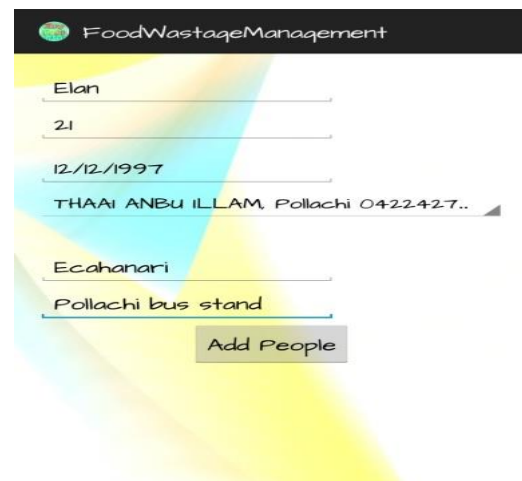 FoodWastageManagement
Elan
21
12/12/1997
THAAI ANBU ILLAM, Pollachi 0422427..
Ecahanari
Pollachi bus stand
Add People